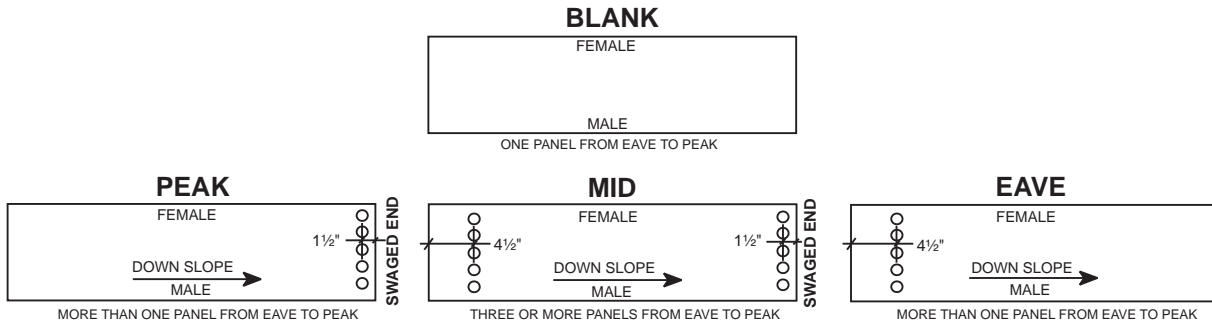 BLANK
FEMALE
MALE
ONE PANEL FROM EAVE TO PEAK
PEAK
FEMALE
1½"
DOWN SLOPE
MALE
SWAGED END
MORE THAN ONE PANEL FROM EAVE TO PEAK
MID
FEMALE
4½"
1½"
DOWN SLOPE
MALE
SWAGED END
THREE OR MORE PANELS FROM EAVE TO PEAK
EAVE
FEMALE
4½"
DOWN SLOPE
MALE
MORE THAN ONE PANEL FROM EAVE TO PEAK